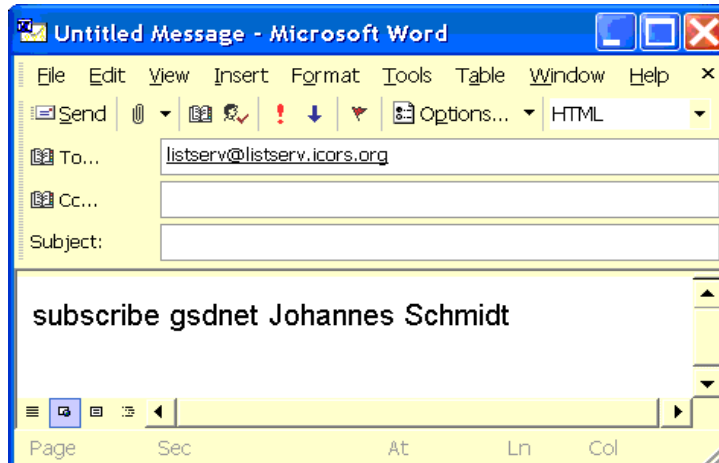 Untitled Message - Microsoft Word
File Edit View Insert Format Tools Table Window Help
Send Options... HTML
To... listserv@listserv.icors.org
Cc...
Subject:
subscribe gsdnet Johannes Schmidt
Page Sec At Ln Col